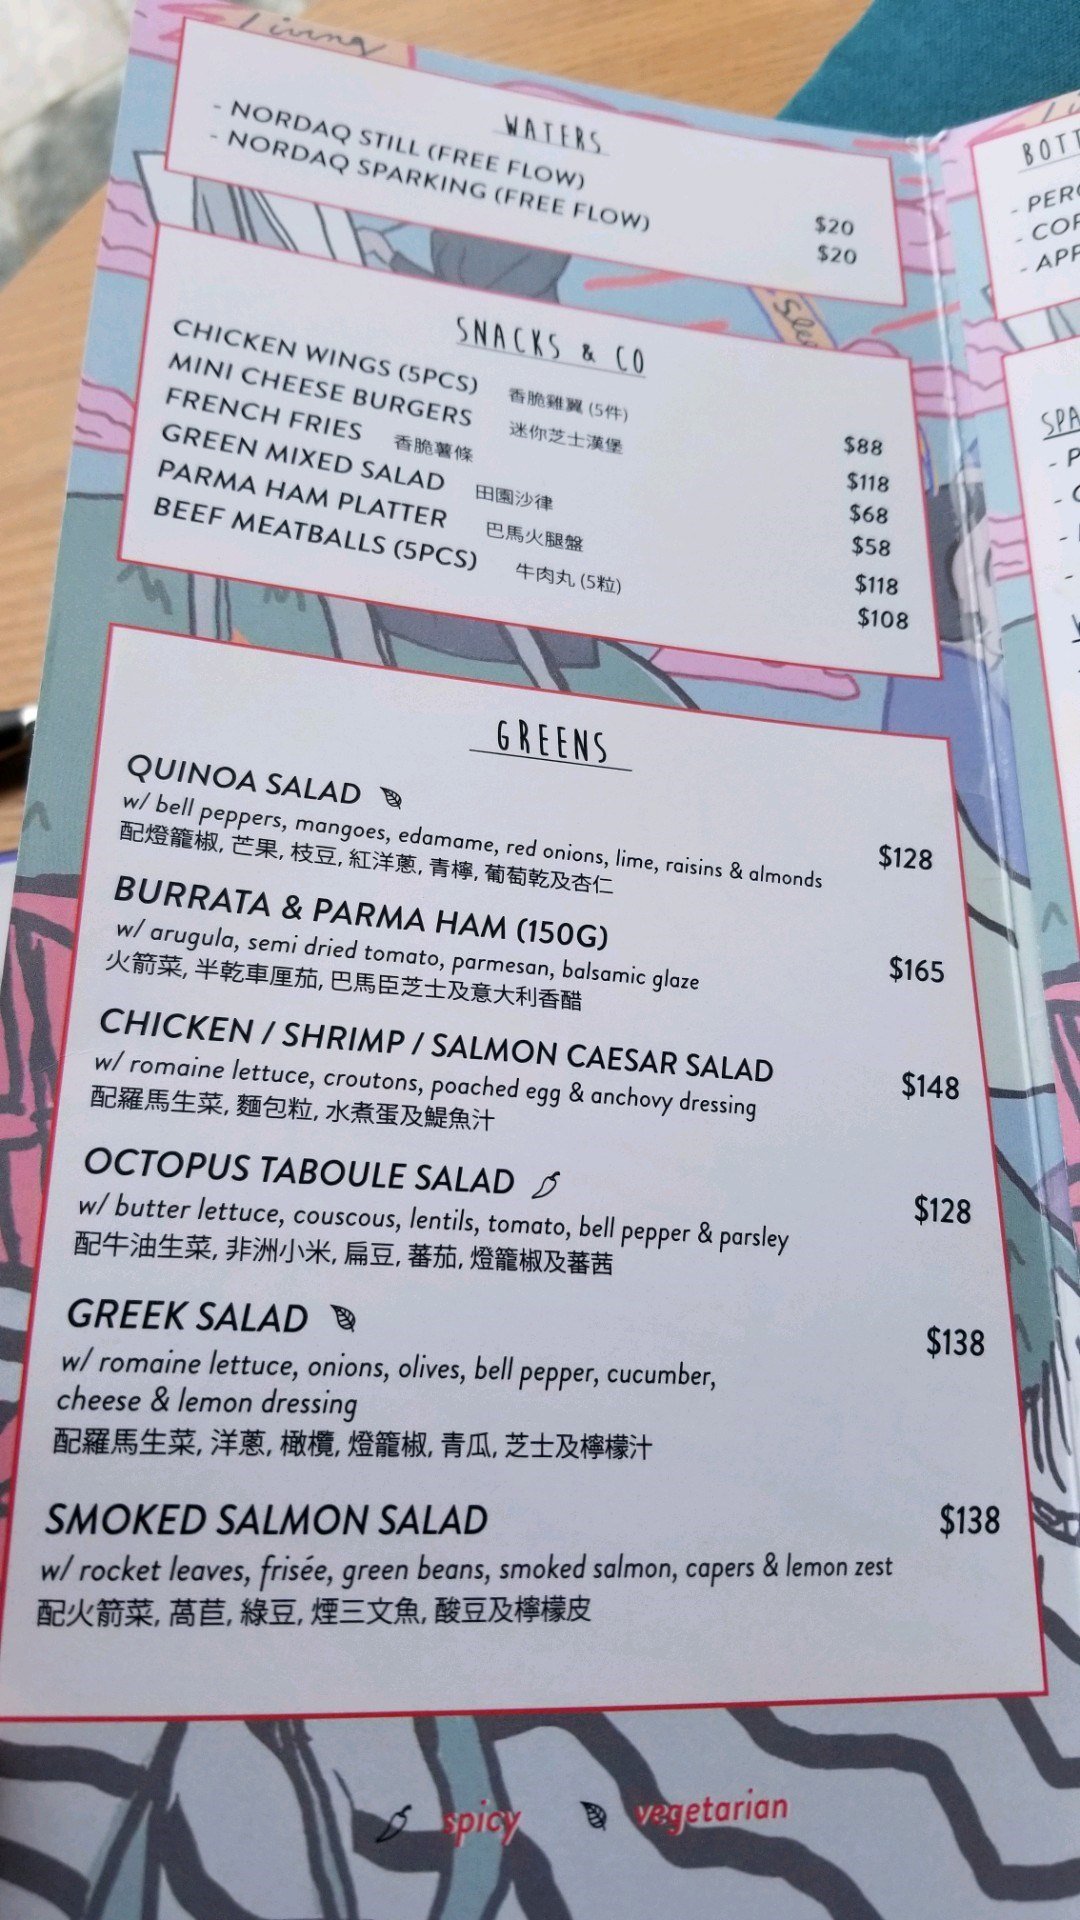 Living
WATERS
- NORDAQ STILL (FREE FLOW) $20
- NORDAQ SPARKING (FREE FLOW) $20
SNACKS & CO
CHICKEN WINGS (5PCS) 香脆雞翼 (5件) $88
MINI CHEESE BURGERS 迷你芝士漢堡 $118
FRENCH FRIES 香脆薯條 $68
GREEN MIXED SALAD 田園沙律 $58
PARMA HAM PLATTER 巴馬火腿盤 $118
BEEF MEATBALLS (5PCS) 牛肉丸 (5粒) $108
GREENS
QUINOA SALAD $128
w/ bell peppers, mangoes, edamame, red onions, lime, raisins & almonds
配燈籠椒, 芒果, 枝豆, 紅洋蔥, 青檸, 葡萄乾及杏仁
BURRATA & PARMA HAM (150G) $165
w/ arugula, semi dried tomato, parmesan, balsamic glaze
火箭菜, 半乾車厘茄, 巴馬臣芝士及意大利香醋
CHICKEN / SHRIMP / SALMON CAESAR SALAD $148
w/ romaine lettuce, croutons, poached egg & anchovy dressing
配羅馬生菜, 麵包粒, 水煮蛋及鯷魚汁
OCTOPUS TABOULE SALAD $128
w/ butter lettuce, couscous, lentils, tomato, bell pepper & parsley
配牛油生菜, 非洲小米, 扁豆, 蕃茄, 燈籠椒及蕃茜
GREEK SALAD $138
w/ romaine lettuce, onions, olives, bell pepper, cucumber,
cheese & lemon dressing
配羅馬生菜, 洋蔥, 橄欖, 燈籠椒, 青瓜, 芝士及檸檬汁
SMOKED SALMON SALAD $138
w/ rocket leaves, frisée, green beans, smoked salmon, capers & lemon zest
配火箭菜, 萵苣, 綠豆, 煙三文魚, 酸豆及檸檬皮
spicy vegetarian